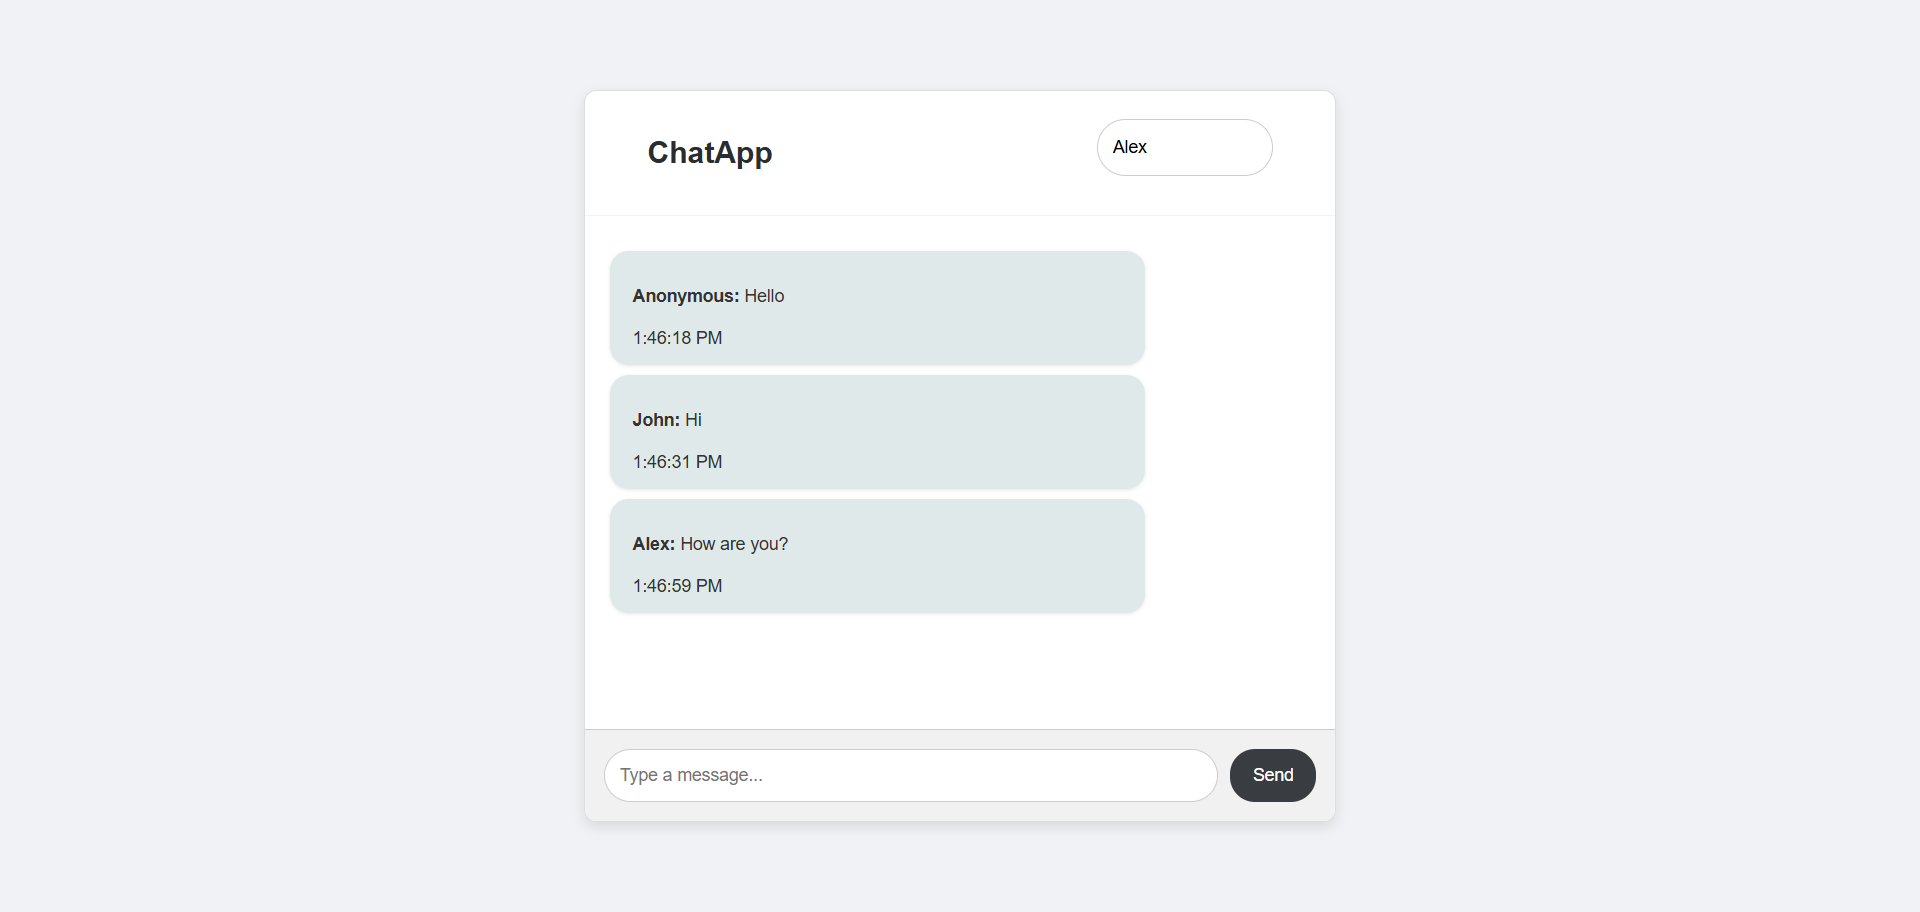 ChatApp
Alex
Anonymous: Hello
1:46:18 PM
John: Hi
1:46:31 PM
Alex: How are you?
1:46:59 PM
Type a message...
Send